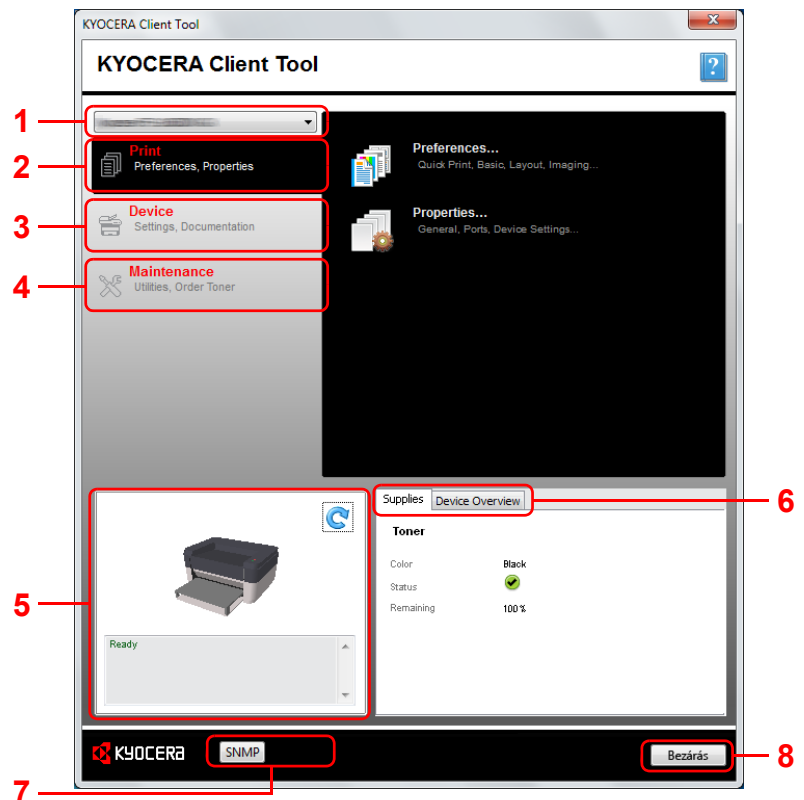 KYOCERA Client Tool
KYOCERA Client Tool
?
1
2
Print
Preferences, Properties
3
Device
Settings, Documentation
4
Maintenance
Utilities, Order Toner
Preferences...
Quick Print, Basic, Layout, Imaging...
Properties...
General, Ports, Device Settings...
5
Ready
Supplies
Device Overview
6
Toner
Color Black
Status
Remaining 100 %
KYOCERA
SNMP
7
Bezárás
8